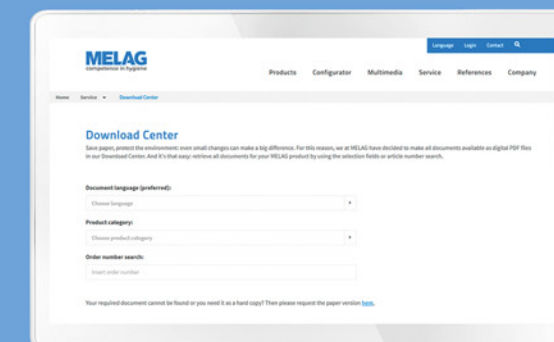 Language Login Contact
MELAG
competence in hygiene
Products Configurator Multimedia Service References Company
Home Service Download Center
Download Center
Save paper, protect the environment: even small changes can make a big difference. For this reason, we at MELAG have decided to make all documents available as digital PDF files
in our Download Center. And it's that easy: retrieve all documents for your MELAG product by using the selection fields or article number search.
Document language (preferred):
Choose language
Product category:
Choose product category
Order number search:
Insert order number
Your required document cannot be found or you need it as a hard copy? Then please request the paper version here.